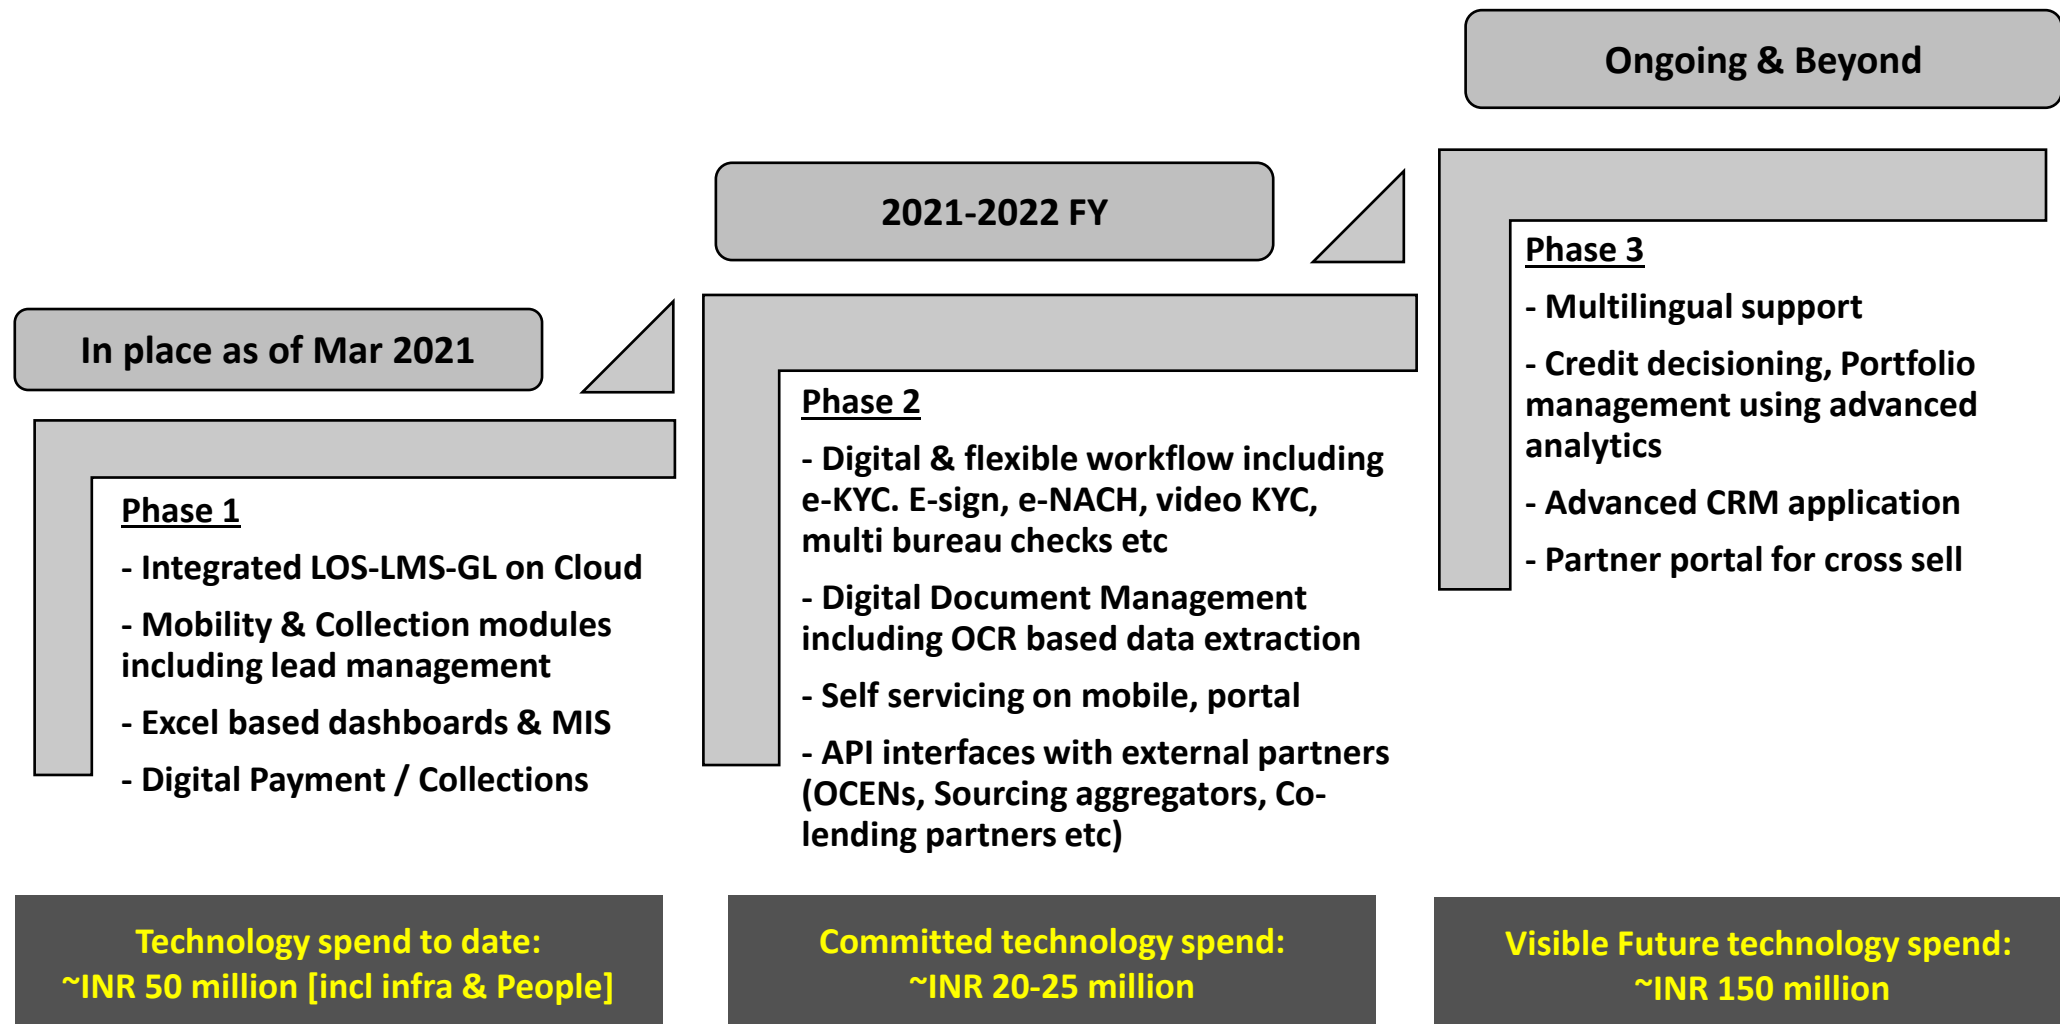 In place as of Mar 2021
Phase 1
- Integrated LOS-LMS-GL on Cloud
- Mobility & Collection modules
including lead management
- Excel based dashboards & MIS
- Digital Payment / Collections
Technology spend to date:
~INR 50 million [incl infra & People]
2021-2022 FY
Phase 2
- Digital & flexible workflow including
e-KYC. E-sign, e-NACH, video KYC,
multi bureau checks etc
- Digital Document Management
including OCR based data extraction
- Self servicing on mobile, portal
- API interfaces with external partners
(OCENs, Sourcing aggregators, Co-
lending partners etc)
Committed technology spend:
~INR 20-25 million
Ongoing & Beyond
Phase 3
- Multilingual support
- Credit decisioning, Portfolio
management using advanced
analytics
- Advanced CRM application
- Partner portal for cross sell
Visible Future technology spend:
~INR 150 million